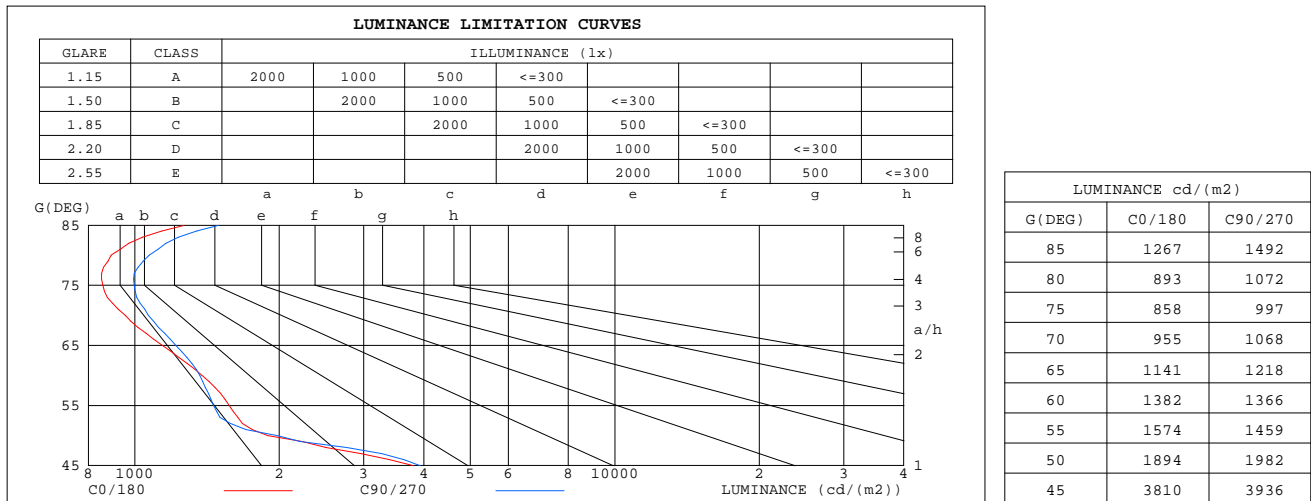 LUMINANCE LIMITATION CURVES
GLARE CLASS ILLUMINANCE (lx)
1.15 A 2000 1000 500 <=300
1.50 B 2000 1000 500 <=300
1.85 C 2000 1000 500 <=300
2.20 D 2000 1000 500 <=300
2.55 E 2000 1000 500 <=300
a b c d e f g h
G(DEG) a b c d e f g h
85
8
6
75 4
3
a/h
65 2
55
45 1
8 1000 2 3 4 5 6 8 10000 2 3 4
C0/180 C90/270 LUMINANCE (cd/(m2))
LUMINANCE cd/(m2)
G(DEG) C0/180 C90/270
85 1267 1492
80 893 1072
75 858 997
70 955 1068
65 1141 1218
60 1382 1366
55 1574 1459
50 1894 1982
45 3810 3936